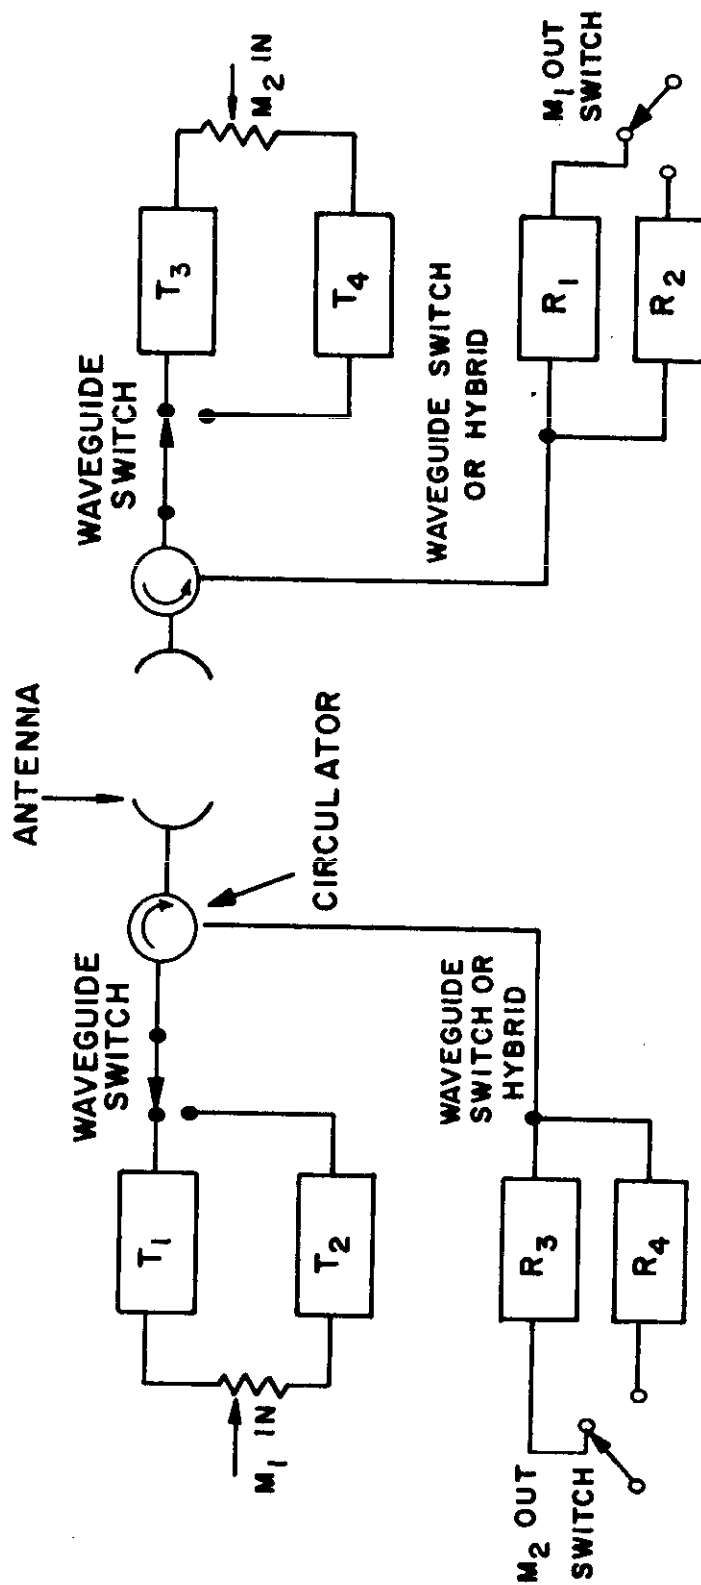 ANTENNA
WAVEGUIDE
SWITCH
WAVEGUIDE
SWITCH
T1
T3
M1 IN
M2 IN
T2
T4
CIRCULATOR
WAVEGUIDE
SWITCH OR
HYBRID
WAVEGUIDE SWITCH
OR HYBRID
M2 OUT
SWITCH
R3
R4
R1
R2
M1 OUT
SWITCH